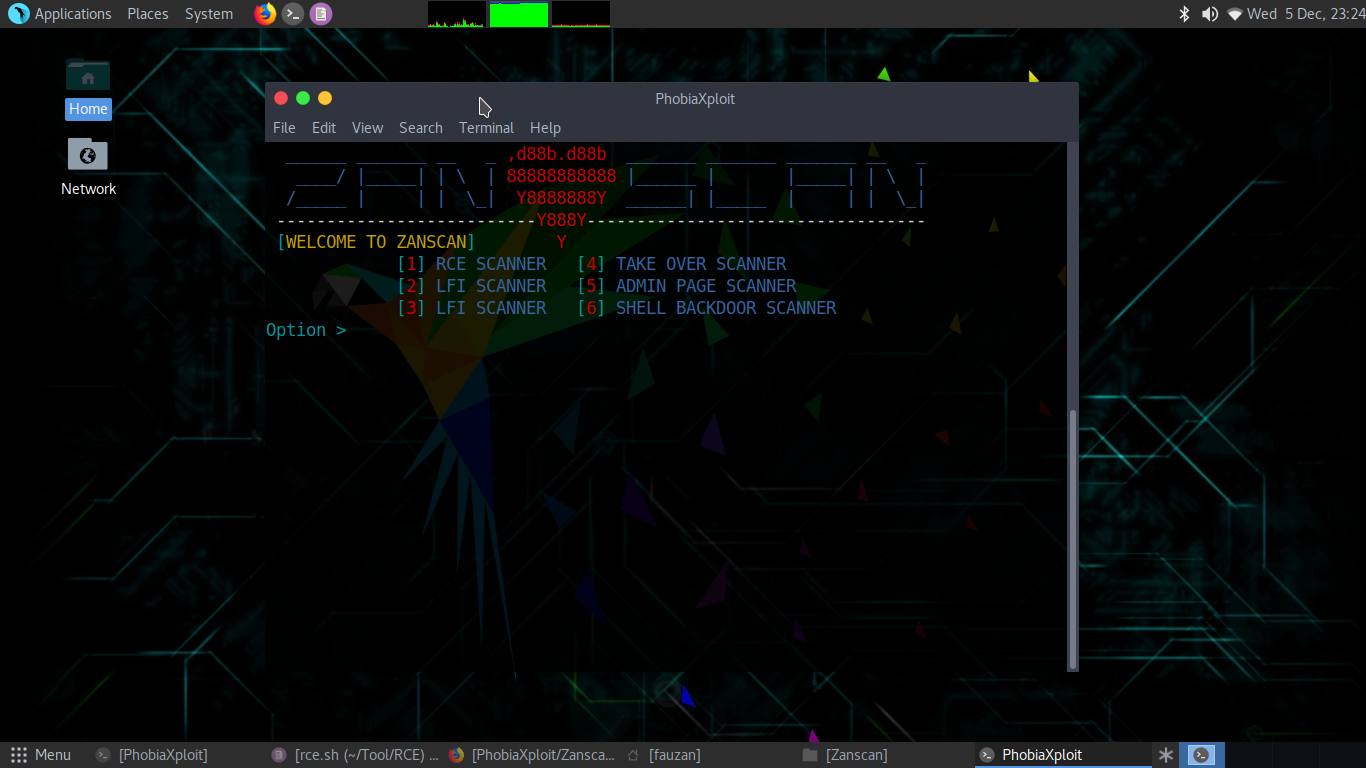 Applications Places System
Wed 5 Dec, 23:24
Home
Network
PhobiaXploit
File Edit View Search Terminal Help
,d88b.d88b
88888888888
Y8888888Y
Y888Y
[WELCOME TO ZANSCAN] Y
[1] RCE SCANNER [4] TAKE OVER SCANNER
[2] LFI SCANNER [5] ADMIN PAGE SCANNER
[3] LFI SCANNER [6] SHELL BACKDOOR SCANNER
Option >
Menu [PhobiaXploit] [rce.sh (~/Tool/RCE) ... [PhobiaXploit/Zansca... [fauzan] [Zanscan] PhobiaXploit